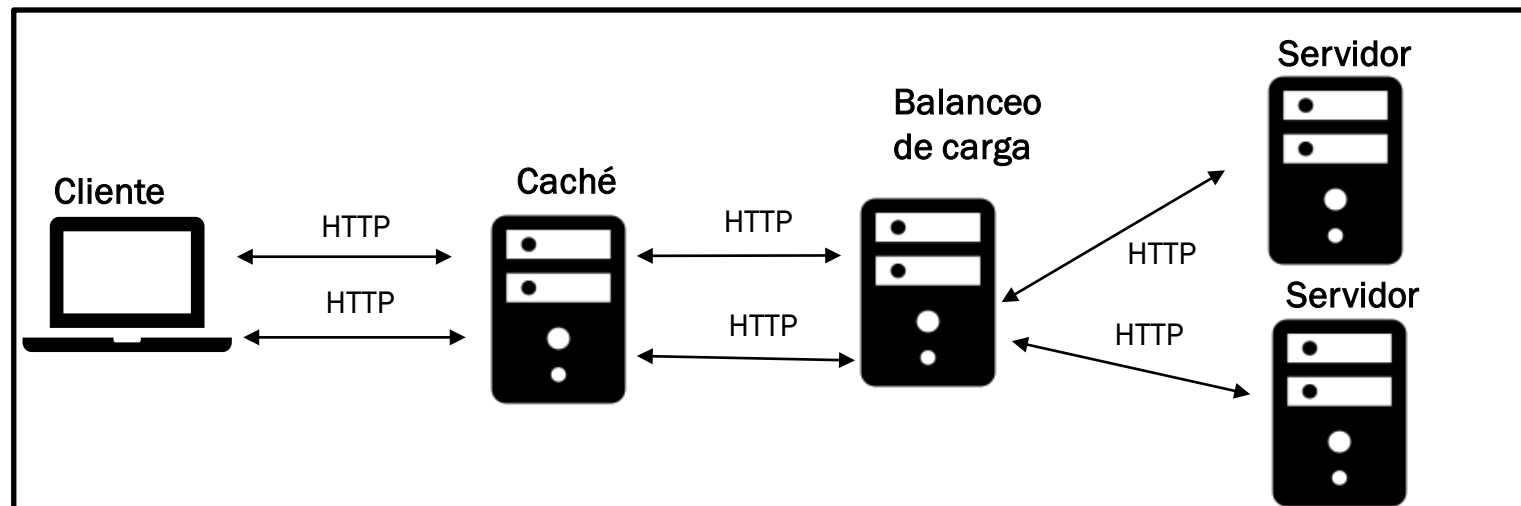 Cliente
HTTP
HTTP
Caché
HTTP
HTTP
Balanceo
de carga
HTTP
HTTP
Servidor
Servidor